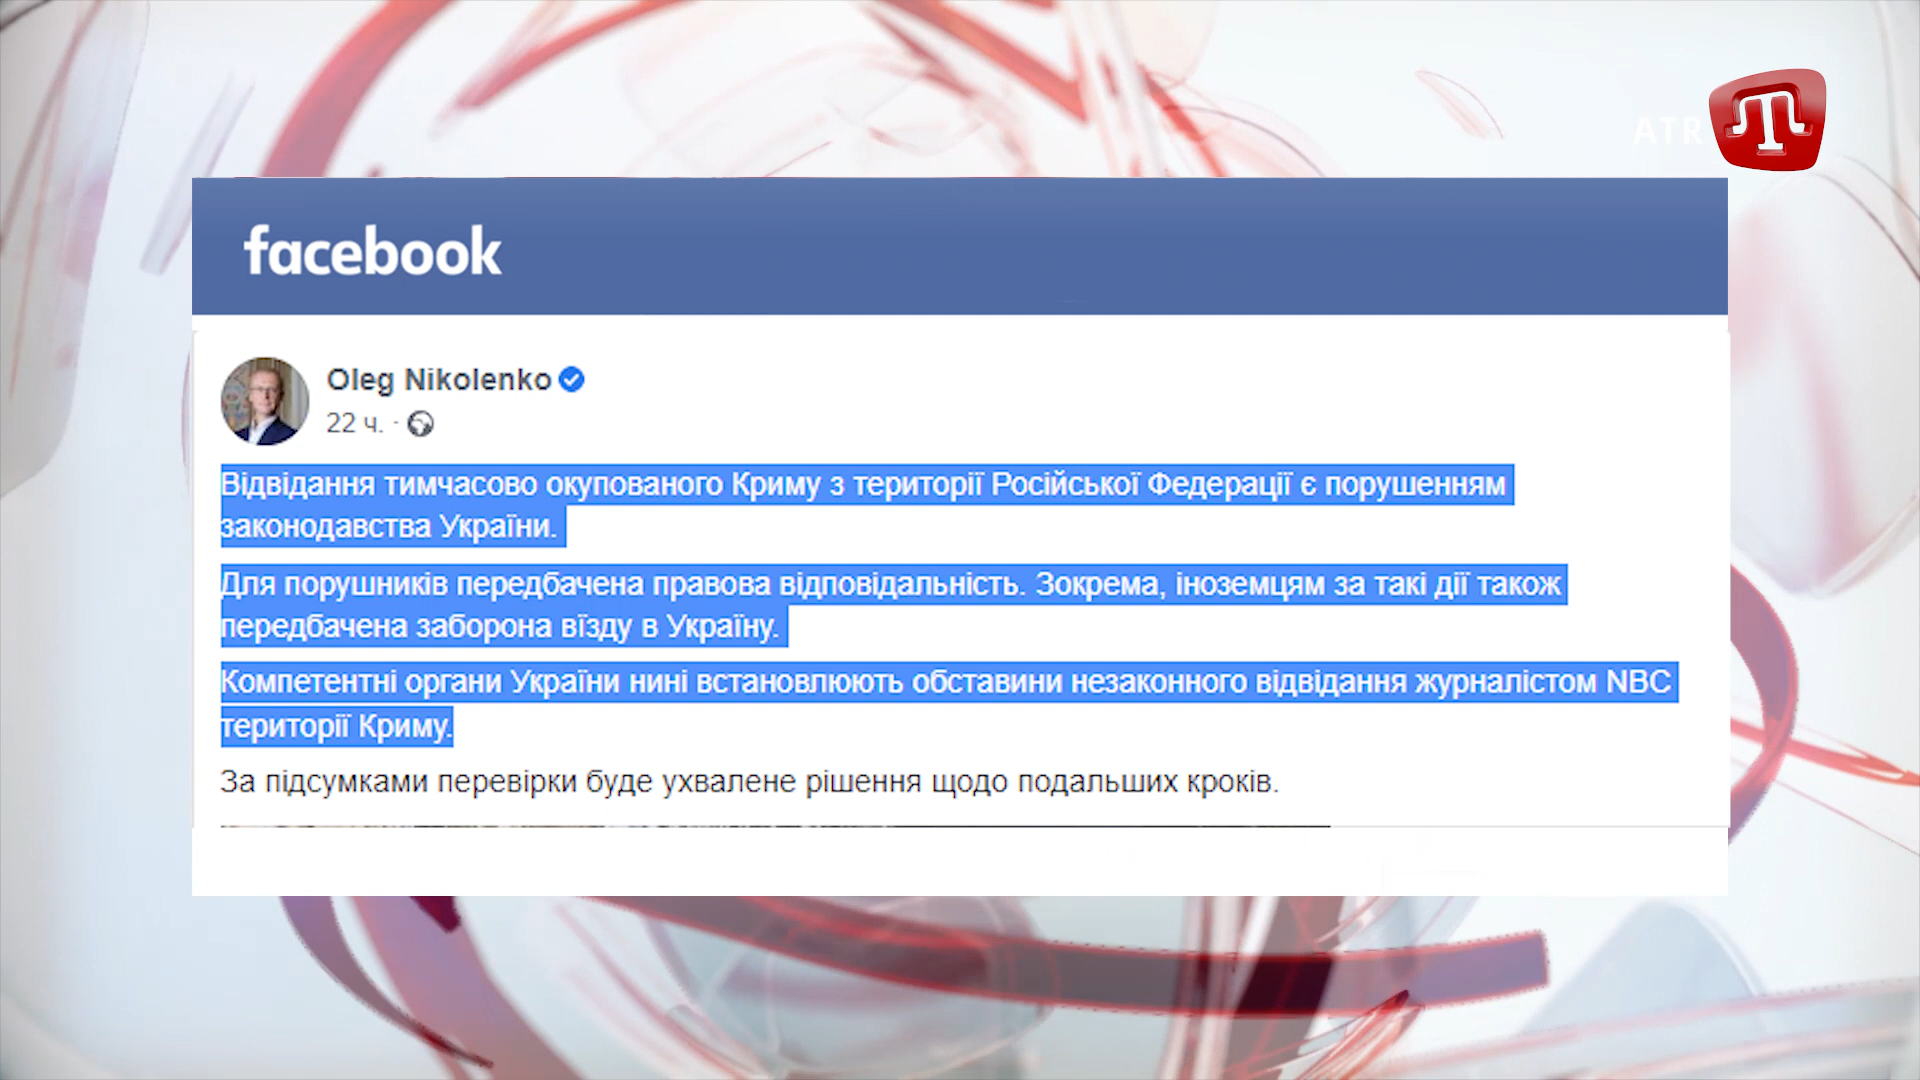 ATR
facebook
Oleg Nikolenko
22 ч. ·
Відвідання тимчасово окупованого Криму з території Російської Федерації є порушенням
законодавства України.
Для порушників передбачена правова відповідальність. Зокрема, іноземцям за такі дії також
передбачена заборона вїзду в Україну.
Компетентні органи України нині встановлюють обставини незаконного відвідання журналістом NBC
території Криму.
За підсумками перевірки буде ухвалене рішення щодо подальших кроків.